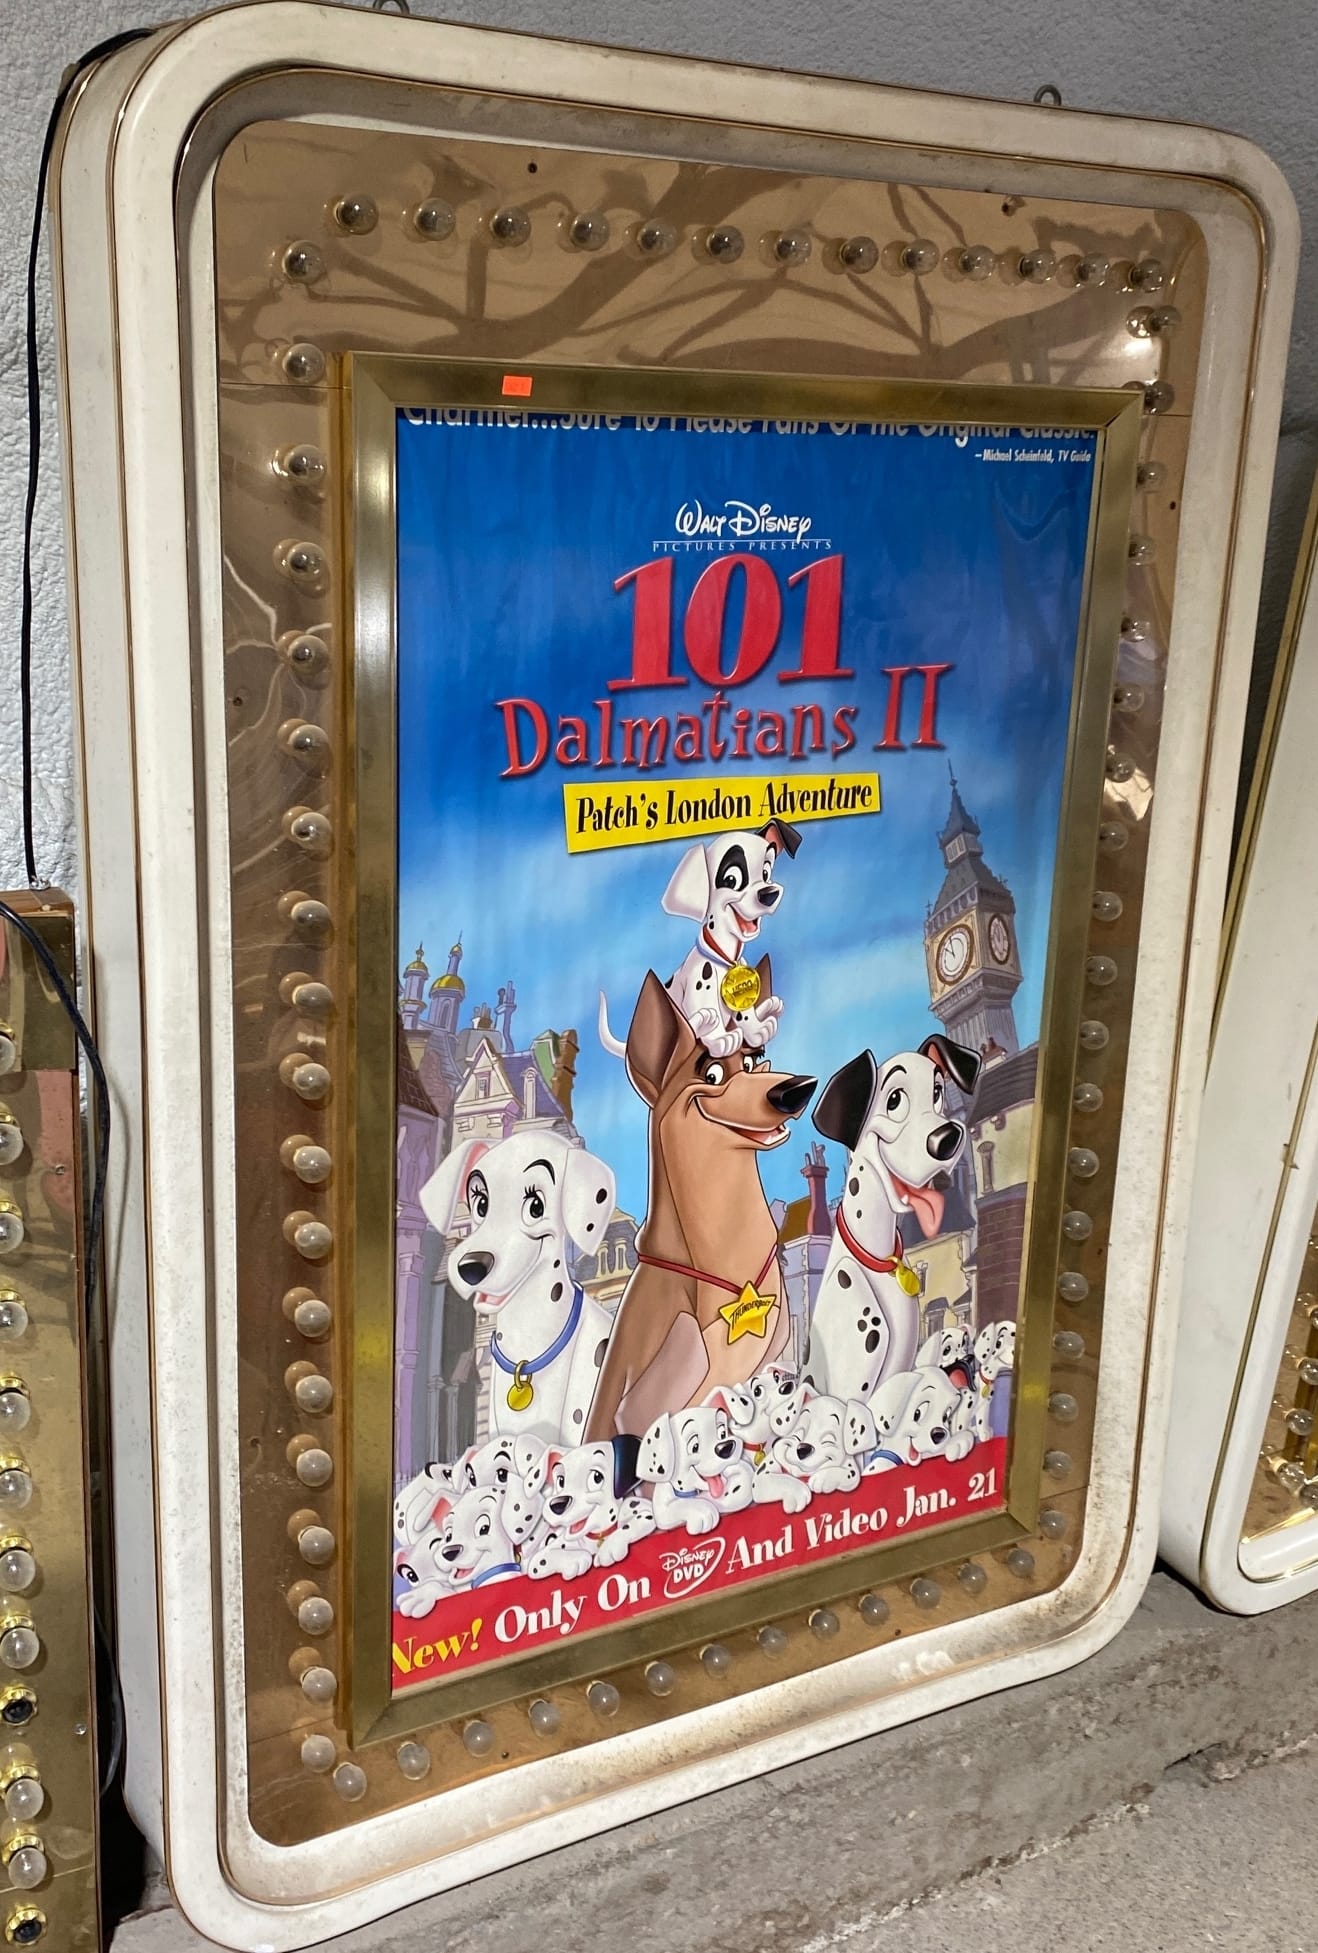 Charmer...Sure To Please Fans Of The Original Classic.
–Michael Scheinfeld, TV Guide
WALT DISNEY
PICTURES PRESENTS
101
Dalmatians II
Patch's London Adventure
HERO
THUNDERBOLT
New! Only On DISNEY DVD And Video Jan. 21